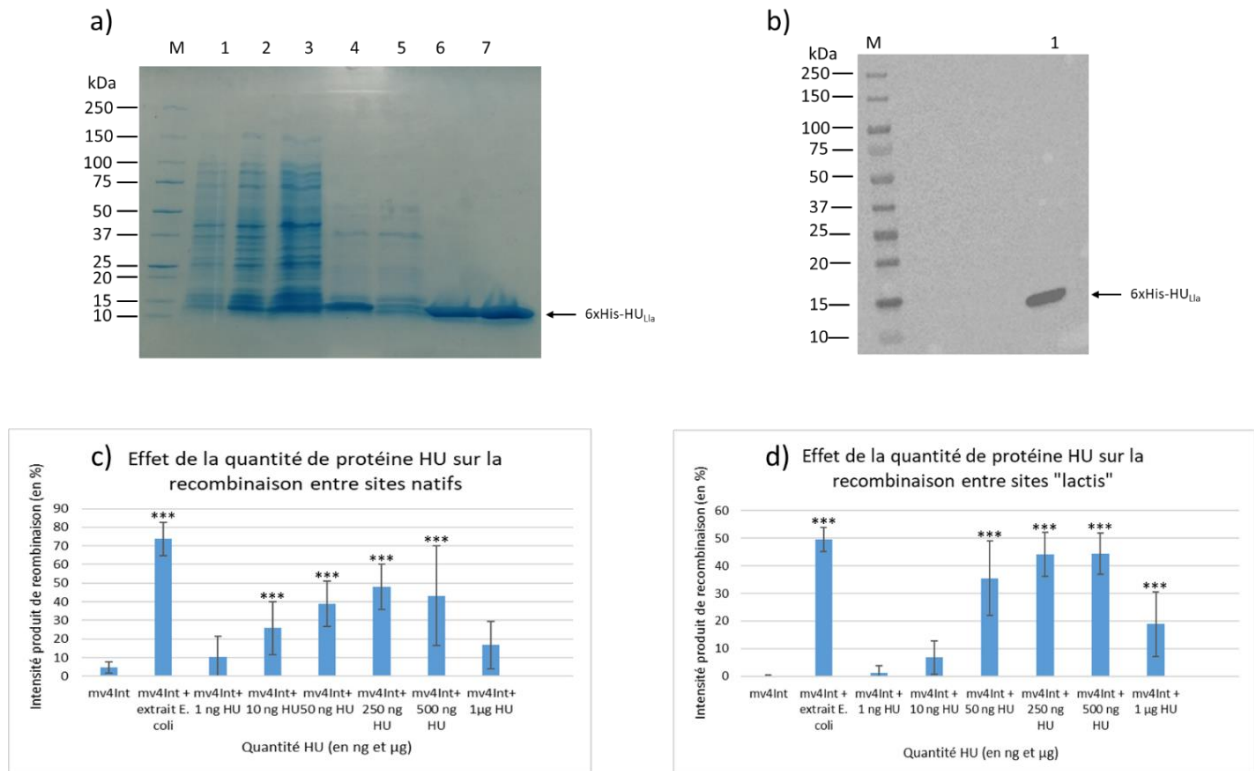 a)
M 1 2 3 4 5 6 7
kDa
250
150
100
75
50
37
25
20
15
10
6xHis-HULla
b)
M 1
kDa
250
150
100
75
50
37
25
20
15
10
6xHis-HULla
c) Effet de la quantité de protéine HU sur la
recombinaison entre sites natifs
Intensité produit de recombinaison (en %)
90
80
70
60
50
40
30
20
10
0
*** *** *** *** ***
mv4Int
mv4Int +
extrait E.
coli
mv4Int+
1 ng HU
mv4Int+
10 ng HU
mv4Int+
50 ng HU
mv4Int+
250 ng
HU
mv4Int+
500 ng
HU
mv4Int+
1µg HU
Quantité HU (en ng et µg)
d) Effet de la quantité de protéine HU sur la
recombinaison entre sites "lactis"
Intensité produit de recombinaison (en %)
60
50
40
30
20
10
0
*** *** *** *** ***
mv4Int
mv4Int +
extrait E.
coli
mv4Int +
1 ng HU
mv4Int +
10 ng HU
mv4Int +
50 ng HU
mv4Int +
250 ng
HU
mv4Int +
500 ng
HU
mv4Int +
1 µg HU
Quantité HU (en ng et µg)